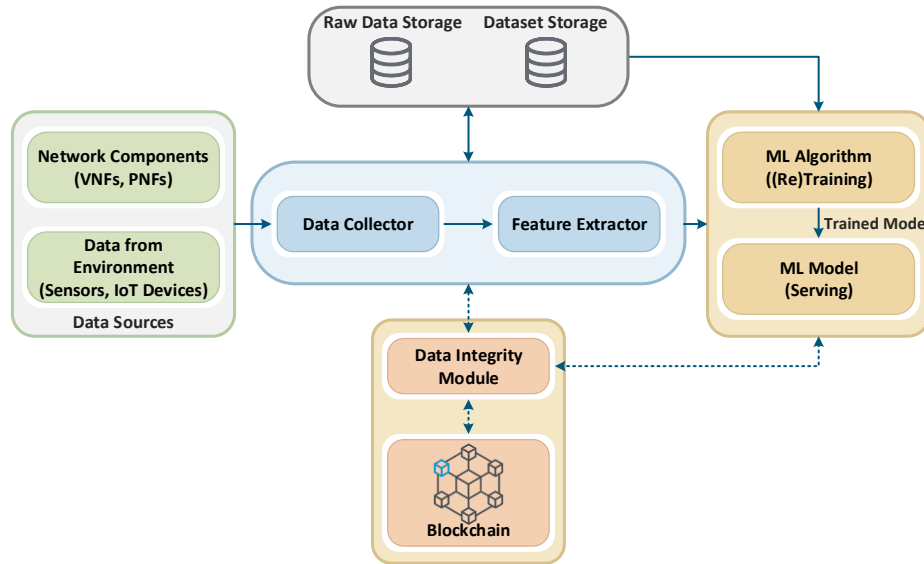 Raw Data Storage
Dataset Storage
Network Components
(VNFs, PNFs)
Data from
Environment
(Sensors, IoT Devices)
Data Sources
Data Collector
Feature Extractor
ML Algorithm
((Re)Training)
Trained Model
ML Model
(Serving)
Data Integrity
Module
Blockchain